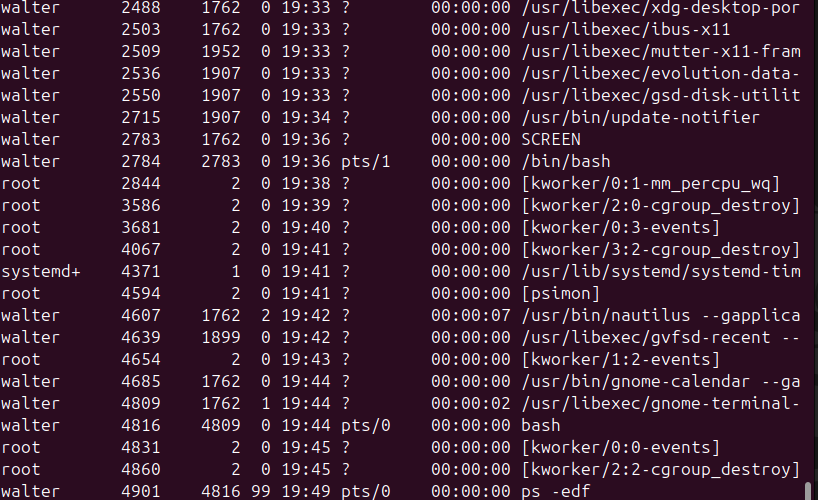 walter 2488 1762 0 19:33 ? 00:00:00 /usr/libexec/xdg-desktop-por
walter 2503 1762 0 19:33 ? 00:00:00 /usr/libexec/ibus-x11
walter 2509 1952 0 19:33 ? 00:00:00 /usr/libexec/mutter-x11-fram
walter 2536 1907 0 19:33 ? 00:00:00 /usr/libexec/evolution-data-
walter 2550 1907 0 19:33 ? 00:00:00 /usr/libexec/gsd-disk-utilit
walter 2715 1907 0 19:34 ? 00:00:00 /usr/bin/update-notifier
walter 2783 1762 0 19:36 ? 00:00:00 SCREEN
walter 2784 2783 0 19:36 pts/1 00:00:00 /bin/bash
root 2844 2 0 19:38 ? 00:00:00 [kworker/0:1-mm_percpu_wq]
root 3586 2 0 19:39 ? 00:00:00 [kworker/2:0-cgroup_destroy]
root 3681 2 0 19:40 ? 00:00:00 [kworker/0:3-events]
root 4067 2 0 19:41 ? 00:00:00 [kworker/3:2-cgroup_destroy]
systemd+ 4371 1 0 19:41 ? 00:00:00 /usr/lib/systemd/systemd-tim
root 4594 2 0 19:41 ? 00:00:00 [psimon]
walter 4607 1762 2 19:42 ? 00:00:07 /usr/bin/nautilus --gapplica
walter 4639 1899 0 19:42 ? 00:00:00 /usr/libexec/gvfsd-recent --
root 4654 2 0 19:43 ? 00:00:00 [kworker/1:2-events]
walter 4685 1762 0 19:44 ? 00:00:00 /usr/bin/gnome-calendar --ga
walter 4809 1762 1 19:44 ? 00:00:02 /usr/libexec/gnome-terminal-
walter 4816 4809 0 19:44 pts/0 00:00:00 bash
root 4831 2 0 19:45 ? 00:00:00 [kworker/0:0-events]
root 4860 2 0 19:45 ? 00:00:00 [kworker/2:2-cgroup_destroy]
walter 4901 4816 99 19:49 pts/0 00:00:00 ps -edf